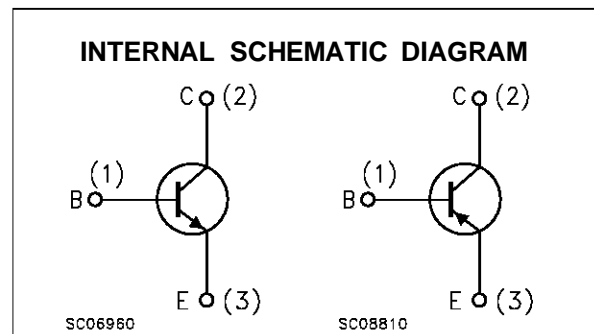 INTERNAL SCHEMATIC DIAGRAM
C (2) C (2)
(1) (1)
B B
E (3) E (3)
SC06960 SC08810